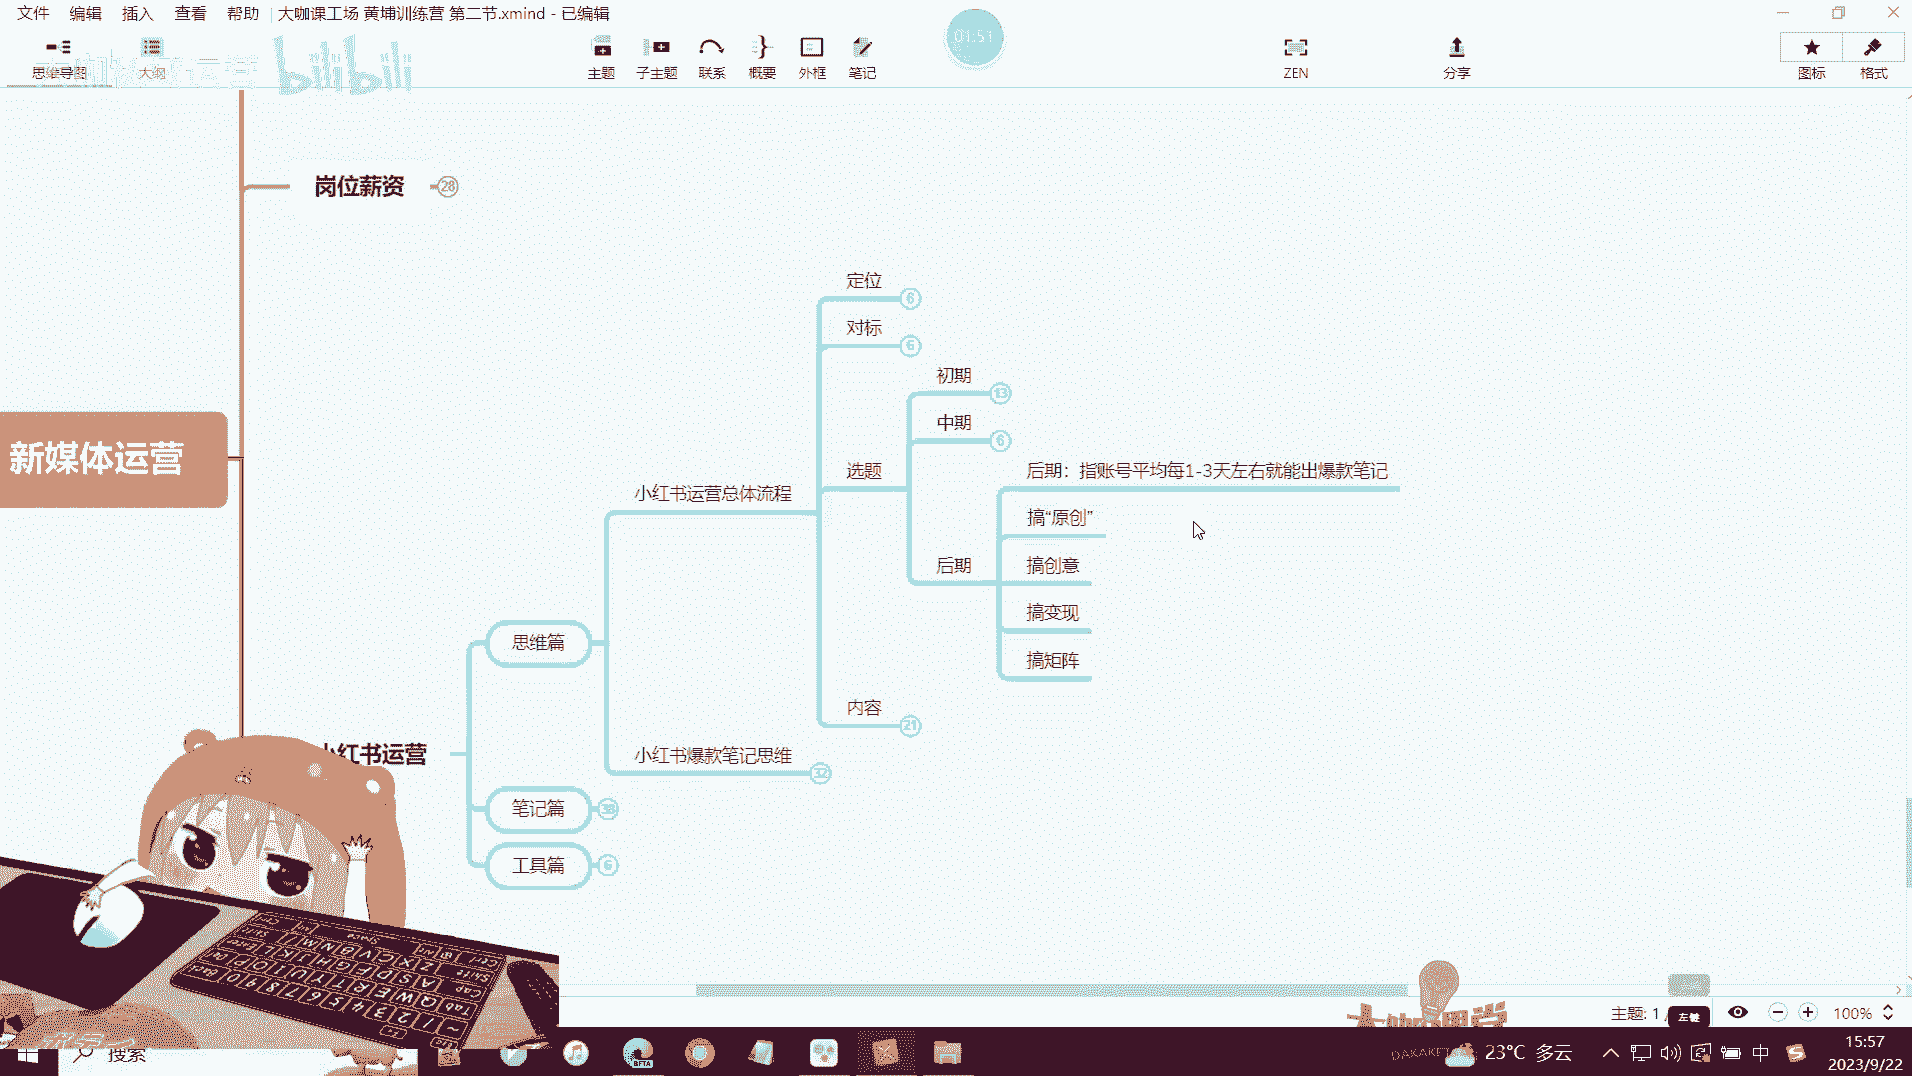 文件 编辑 插入 查看 帮助 大咖课工场 黄埔训练营 第二节.xmind - 已编辑
01:51
bilibili
思维导图 大纲 主题 子主题 联系 概要 外框 笔记 ZEN 分享 图标 格式
岗位薪资 28
定位 6
对标 6
初期 13
中期 6
新媒体运营
选题
后期：指账号平均每1-3天左右就能出爆款笔记
小红书运营总体流程
搞“原创”
后期
搞创意
搞变现
思维篇
搞矩阵
内容 21
小红书运营
小红书爆款笔记思维 32
笔记篇 38
工具篇 6
主题: 1
左键
100%
搜索
BETA
23°C 多云
中
15:57
2023/9/22